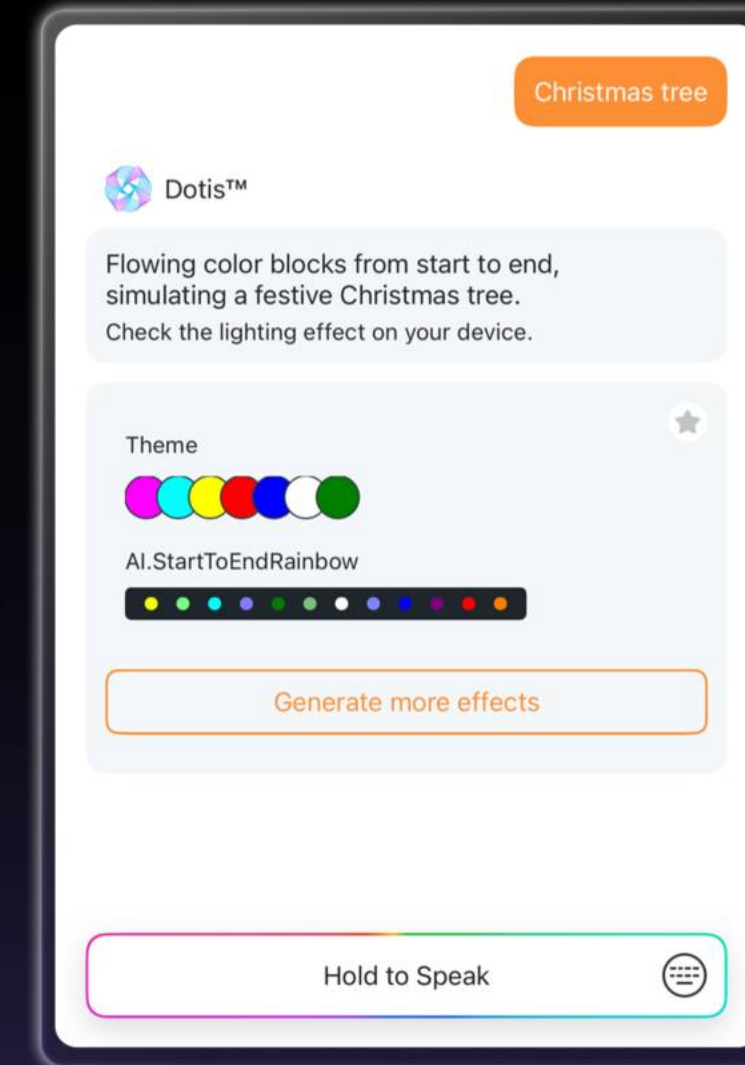 Christmas tree
Dotis™
Flowing color blocks from start to end,
simulating a festive Christmas tree.
Check the lighting effect on your device.
Theme
AI.StartToEndRainbow
Generate more effects
Hold to Speak